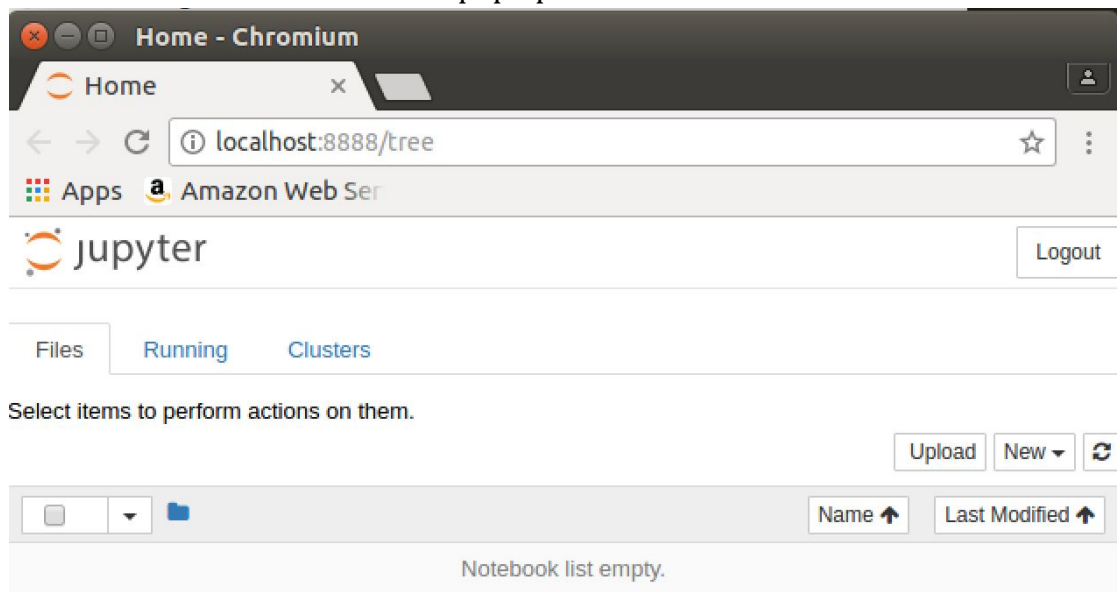 Home - Chromium
Home
localhost:8888/tree
Apps Amazon Web Ser
jupyter Logout
Files Running Clusters
Select items to perform actions on them.
Upload New
Name Last Modified
Notebook list empty.